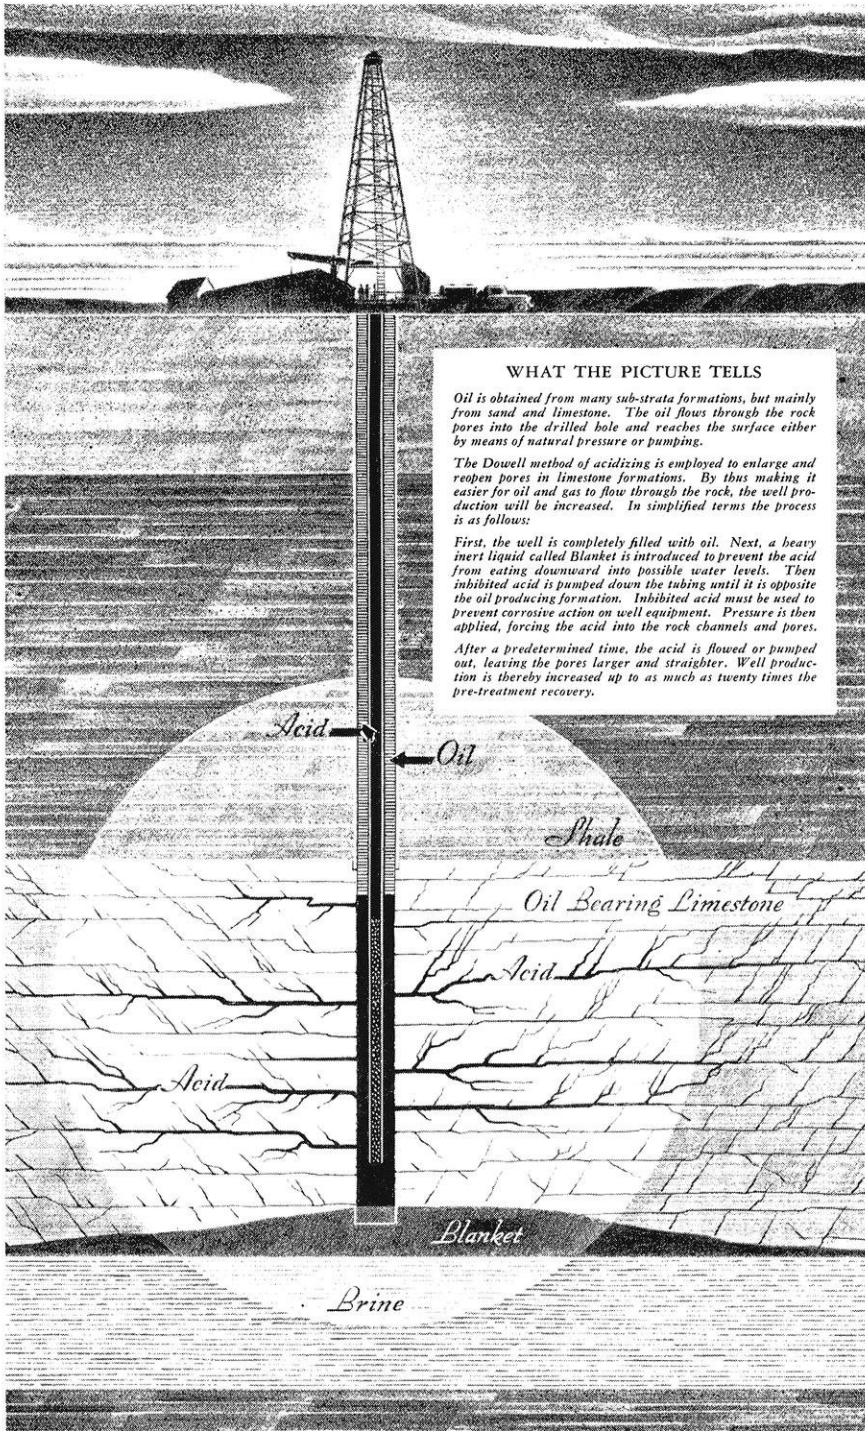 WHAT THE PICTURE TELLS
Oil is obtained from many sub-strata formations, but mainly
from sand and limestone. The oil flows through the rock
pores into the drilled hole and reaches the surface either
by means of natural pressure or pumping.
The Dowell method of acidizing is employed to enlarge and
reopen pores in limestone formations. By thus making it
easier for oil and gas to flow through the rock, the well pro-
duction will be increased. In simplified terms the process
is as follows:
First, the well is completely filled with oil. Next, a heavy
inert liquid called Blanket is introduced to prevent the acid
from eating downward into possible water levels. Then
inhibited acid is pumped down the tubing until it is opposite
the oil producing formation. Inhibited acid must be used to
prevent corrosive action on well equipment. Pressure is then
applied, forcing the acid into the rock channels and pores.
After a predetermined time, the acid is flowed or pumped
out, leaving the pores larger and straighter. Well produc-
tion is thereby increased up to as much as twenty times the
pre-treatment recovery.
Acid
Oil
Shale
Oil Bearing Limestone
Acid
Acid
Blanket
Brine